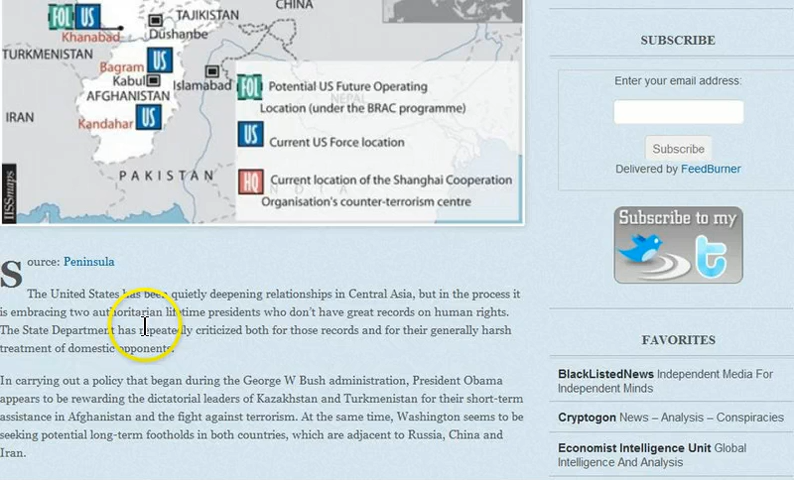 CHINA
FOL US
TAJIKISTAN
Khanabad
Dushanbe
TURKMENISTAN
Bagram US
Kabul
Islamabad
AFGHANISTAN
IRAN
Kandahar US
PAKISTAN
NEPAL
INDIA
FOL Potential US Future Operating
Location (under the BRAC programme)
US Current US Force location
HQ Current location of the Shanghai Cooperation
Organisation's counter-terrorism centre
IISSmaps
Source: Peninsula
The United States has been quietly deepening relationships in Central Asia, but in the process it
is embracing two authoritarian lifetime presidents who don't have great records on human rights.
The State Department has repeatedly criticized both for those records and for their generally harsh
treatment of domestic opponents.
In carrying out a policy that began during the George W Bush administration, President Obama
appears to be rewarding the dictatorial leaders of Kazakhstan and Turkmenistan for their short-term
assistance in Afghanistan and the fight against terrorism. At the same time, Washington seems to be
seeking potential long-term footholds in both countries, which are adjacent to Russia, China and
Iran.
SUBSCRIBE
Enter your email address:
Subscribe
Delivered by FeedBurner
Subscribe to my
t
FAVORITES
BlackListedNews Independent Media For
Independent Minds
Cryptogon News – Analysis – Conspiracies
Economist Intelligence Unit Global
Intelligence And Analysis